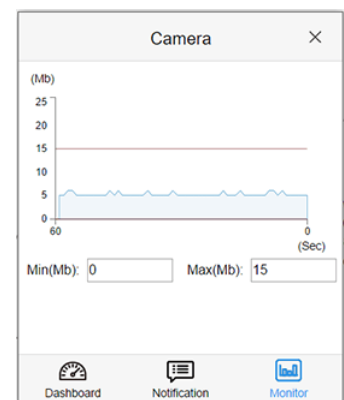 Camera
(Mb)
25
20
15
10
5
0
60 0
(Sec)
Min(Mb): 0 Max(Mb): 15
Dashboard Notification Monitor